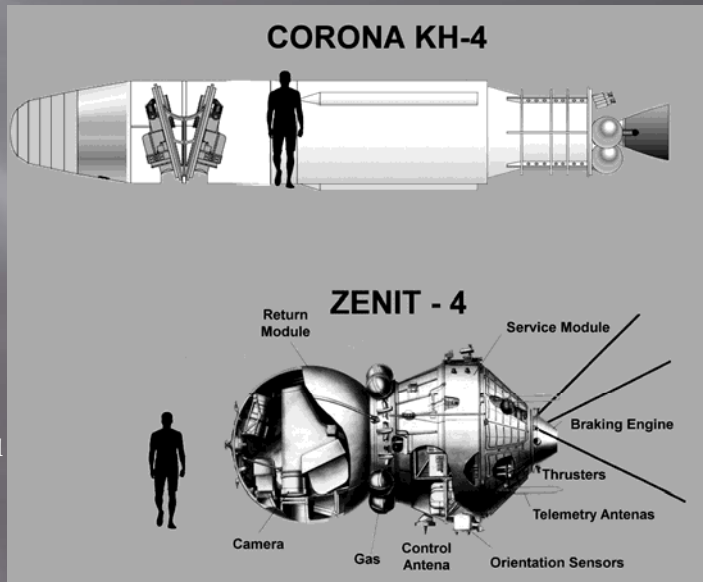 CORONA KH-4
ZENIT - 4
Return
Module
Service Module
Braking Engine
Thrusters
Telemetry Antenas
Camera
Gas
Control
Antena
Orientation Sensors